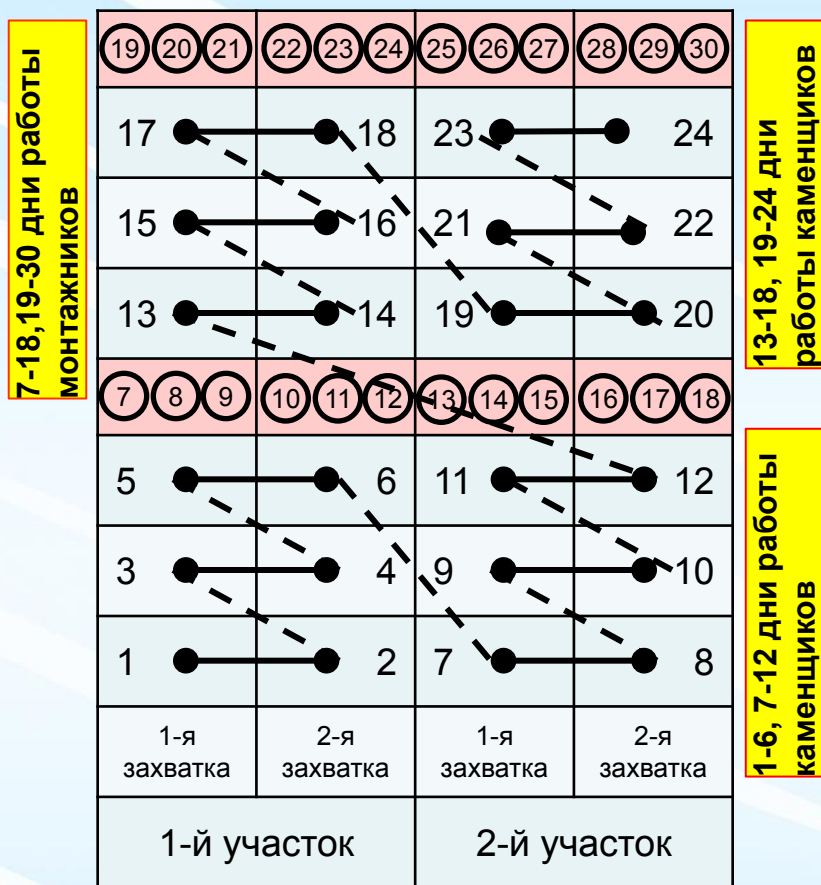 7-18,19-30 дни работы
монтажников
19 20 21 22 23 24 25 26 27 28 29 30
17 18 23 24
15 16 21 22
13 14 19 20
7 8 9 10 11 12 13 14 15 16 17 18
5 6 11 12
3 4 9 10
1 2 7 8
1-я 2-я 1-я 2-я
захватка захватка захватка захватка
1-й участок 2-й участок
13-18, 19-24 дни
работы каменщиков
1-6, 7-12 дни работы
каменщиков